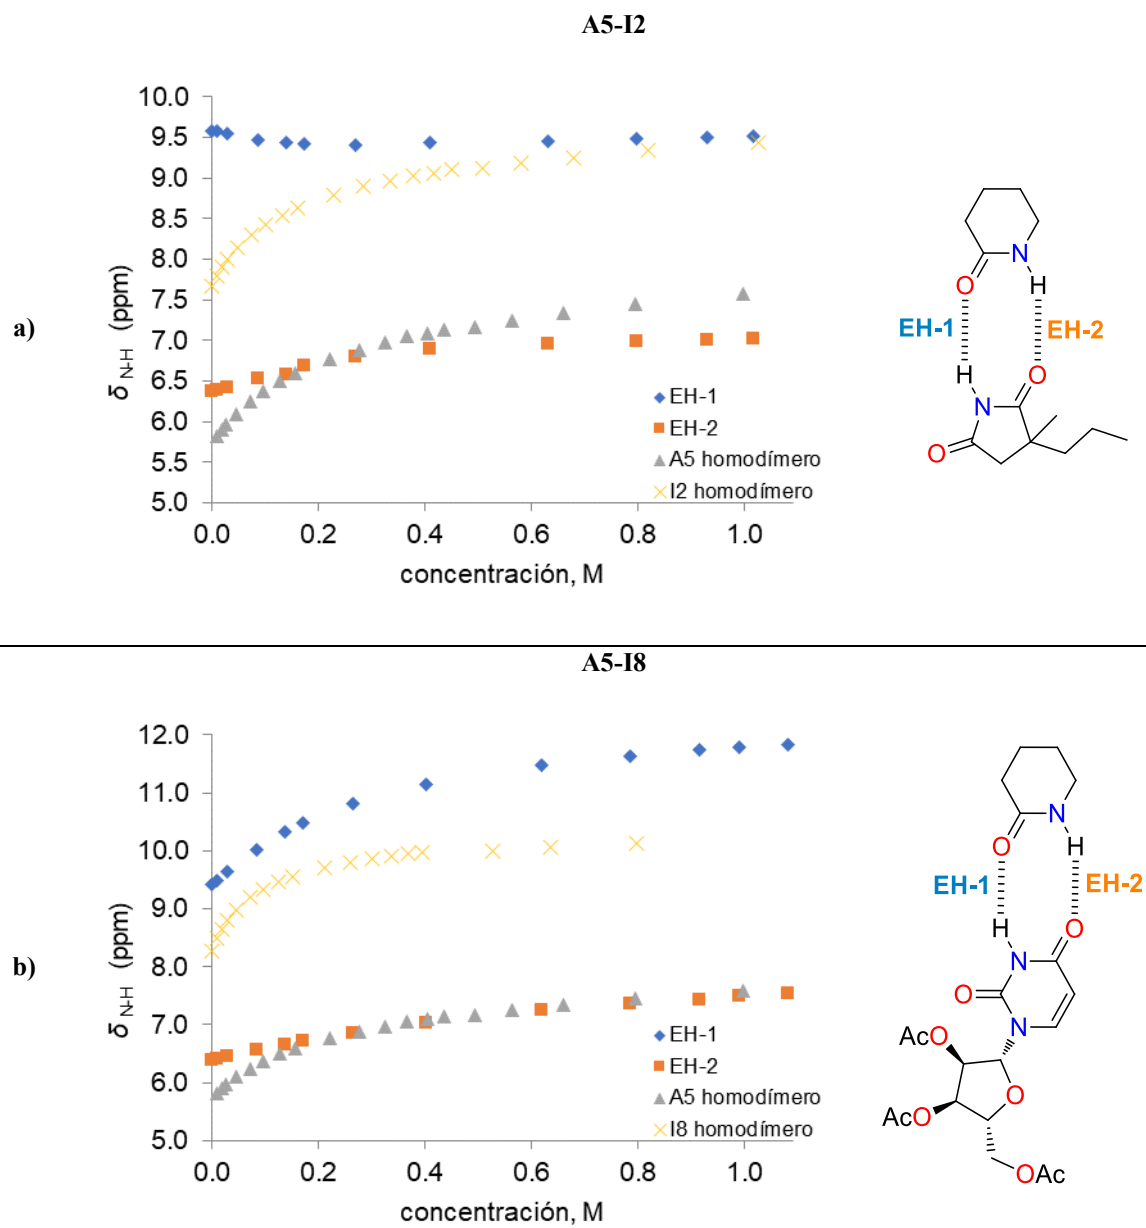 A5-I2
a)
10.0
9.5
9.0
8.5
8.0
7.5
7.0
6.5
6.0
5.5
5.0
δN-H (ppm)
EH-1
EH-2
A5 homodímero
I2 homodímero
0.0 0.2 0.4 0.6 0.8 1.0
concentración, M
O N H
EH-1 EH-2
H O
N
O
A5-I8
b)
12.0
11.0
10.0
9.0
8.0
7.0
6.0
5.0
δN-H (ppm)
EH-1
EH-2
A5 homodímero
I8 homodímero
0.0 0.2 0.4 0.6 0.8 1.0
concentración, M
N
O H
EH-1 EH-2
H O
N
O
N
AcO
O
AcO
OAc